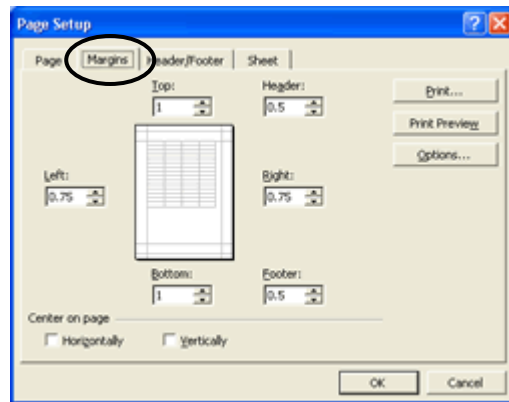 Page Setup
Page Margins Header/Footer Sheet
Top: Header:
1 0.5
Print...
Print Preview
Options...
Left: Right:
0.75 0.75
Bottom: Footer:
1 0.5
Center on page
Horizontally Vertically
OK Cancel